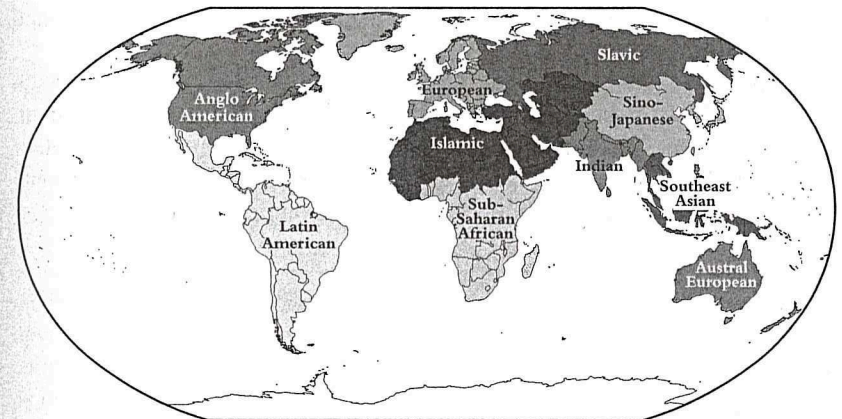 Slavic
European
Anglo
American
Sino-
Japanese
Islamic
Indian
Southeast
Asian
Sub-
Saharan
African
Latin
American
Austral
European